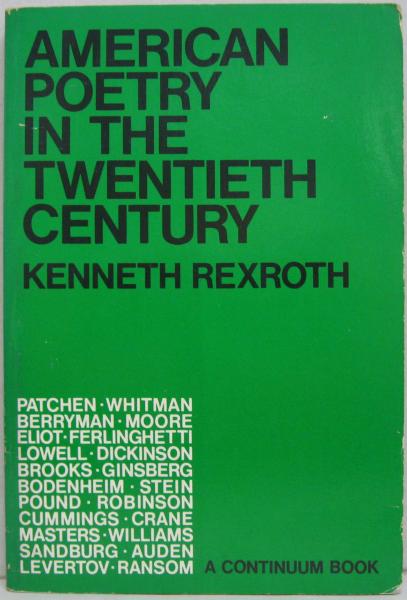 AMERICAN
POETRY
IN THE
TWENTIETH
CENTURY
KENNETH REXROTH
PATCHEN · WHITMAN
BERRYMAN · MOORE
ELIOT · FERLINGHETTI
LOWELL · DICKINSON
BROOKS · GINSBERG
BODENHEIM · STEIN
POUND · ROBINSON
CUMMINGS · CRANE
MASTERS · WILLIAMS
SANDBURG · AUDEN
LEVERTOV · RANSOM
A CONTINUUM BOOK